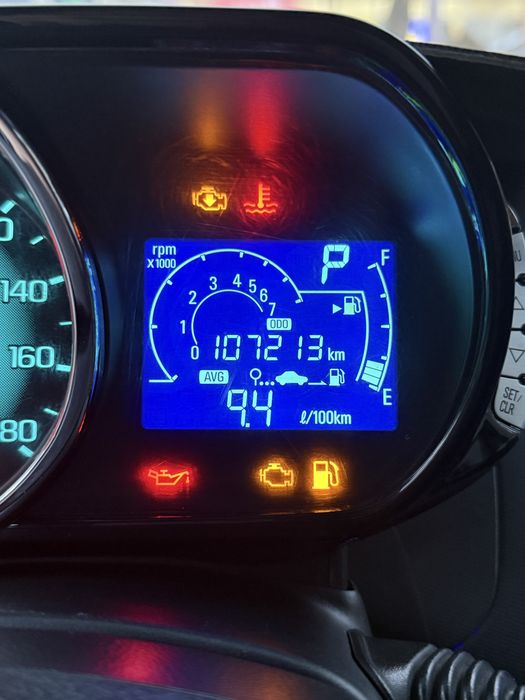 rpm
X1000
P
F
0 1 2 3 4 5 6 7
ODO
107213 km
AVG
9.4 ℓ/100km
E
140
160
80
SET/
CLR